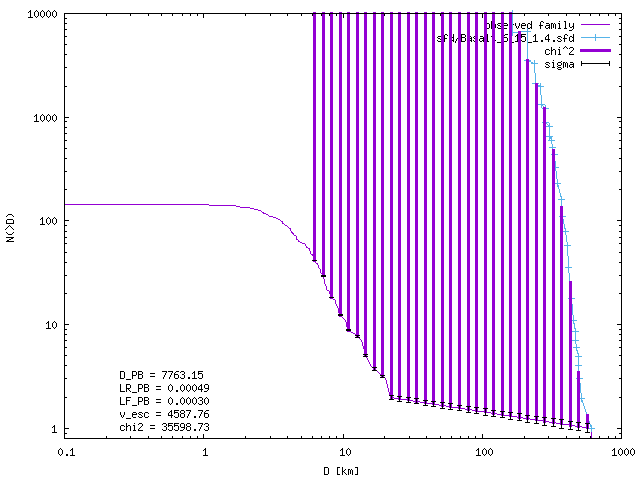 10000
1000
100
10
1
N(>D)
observed family
sfd/Basalt_5_15_1.4.sfd
chi^2
sigma
D_PB = 7763.15
LR_PB = 0.00049
LF_PB = 0.00030
v_esc = 4587.76
chi2 = 35598.73
0.1 1 10 100 1000
D [km]